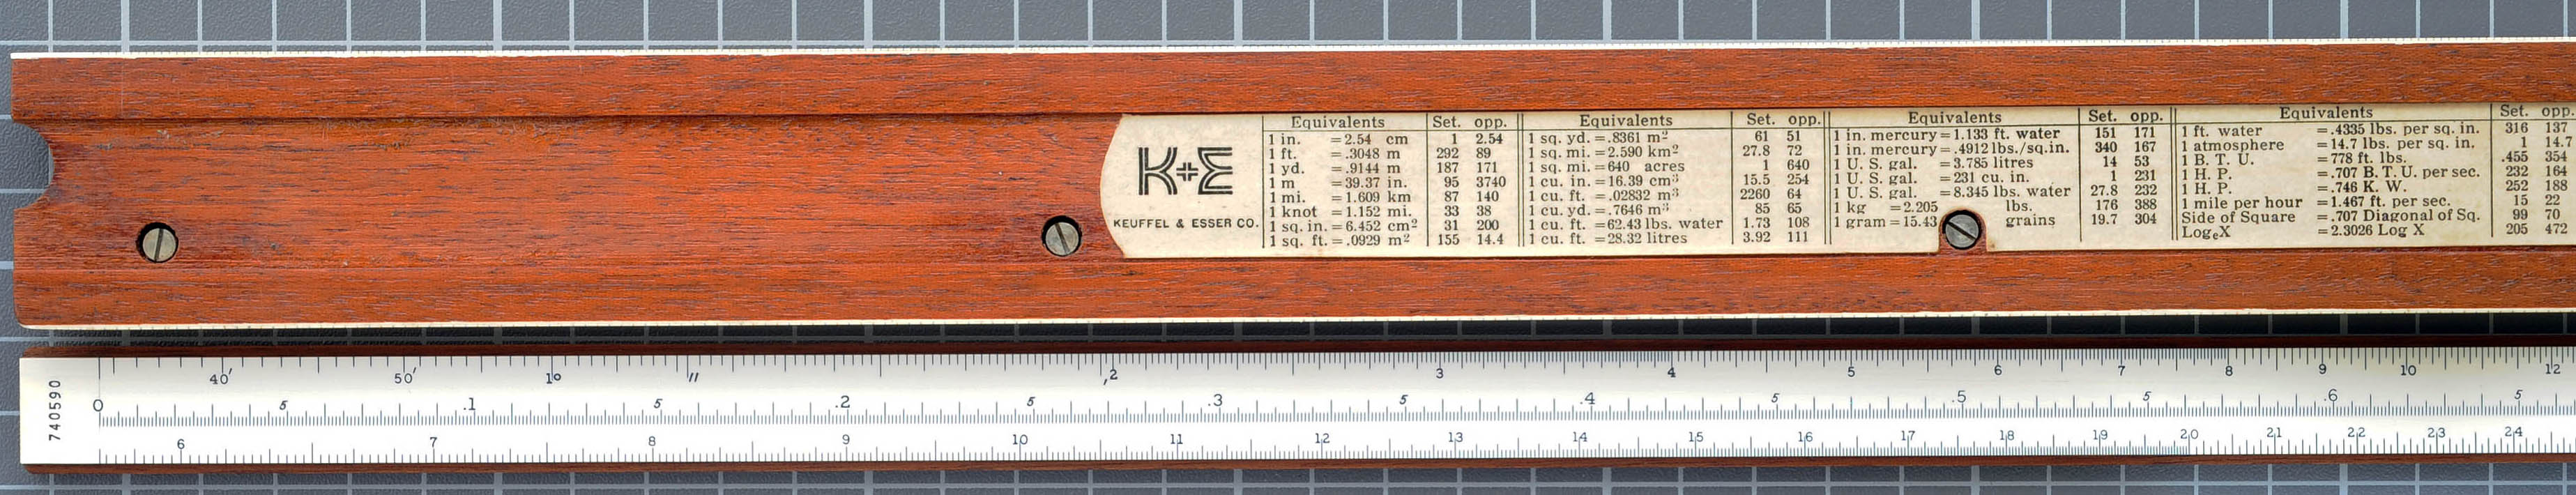 K+E
KEUFFEL & ESSER CO.
Equivalents Set. opp.
1 in. =2.54 cm 1 2.54
1 ft. =.3048 m 292 89
1 yd. =.9144 m 187 171
1 m =39.37 in. 95 3740
1 mi. =1.609 km 87 140
1 knot =1.152 mi. 33 38
1 sq. in.=6.452 cm² 31 200
1 sq. ft.=.0929 m² 155 14.4
Equivalents Set. opp.
1 sq. yd.=.8361 m² 61 51
1 sq. mi.=2.590 km² 27.8 72
1 sq. mi.=640 acres 1 640
1 cu. in.=16.39 cm³ 15.5 254
1 cu. ft.=.02832 m³ 2260 64
1 cu. yd.=.7646 m³ 85 65
1 cu. ft.=62.43 lbs. water 1.73 108
1 cu. ft.=28.32 litres 3.92 111
Equivalents Set. opp.
1 in. mercury=1.133 ft. water 151 171
1 in. mercury=.4912 lbs./sq.in. 340 167
1 U. S. gal. =3.785 litres 14 53
1 U. S. gal. =231 cu. in. 1 231
1 U. S. gal. =8.345 lbs. water 27.8 232
1 kg =2.205 lbs. 176 388
1 gram=15.43 grains 19.7 304
Equivalents Set. opp.
1 ft. water =.4335 lbs. per sq. in. 316 137
1 atmosphere =14.7 lbs. per sq. in. 1 14.7
1 B. T. U. =778 ft. lbs. .455 354
1 H. P. =.707 B. T. U. per sec. 232 164
1 H. P. =.746 K. W. 252 188
1 mile per hour =1.467 ft. per sec. 15 22
Side of Square =.707 Diagonal of Sq. 99 70
LogₑX =2.3026 Log X 205 472
740590
40′ 50′ 1° // ,2 3 4 5 6 7 8 9 10 12
0 5 .1 5 .2 5 .3 5 .4 5 .5 5 .6 5
6 7 8 9 10 11 12 13 14 15 16 17 18 19 20 21 22 23 24